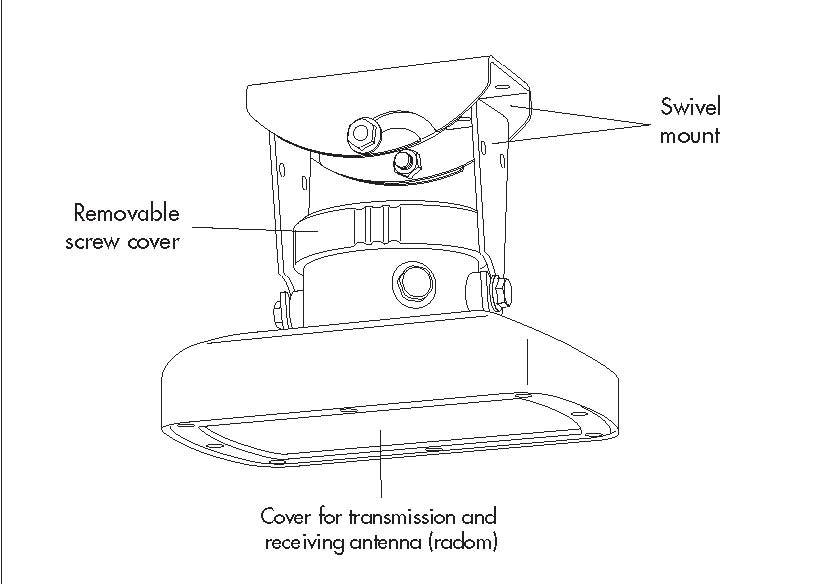 Swivel
mount
Removable
screw cover
Cover for transmission and
receiving antenna (radom)